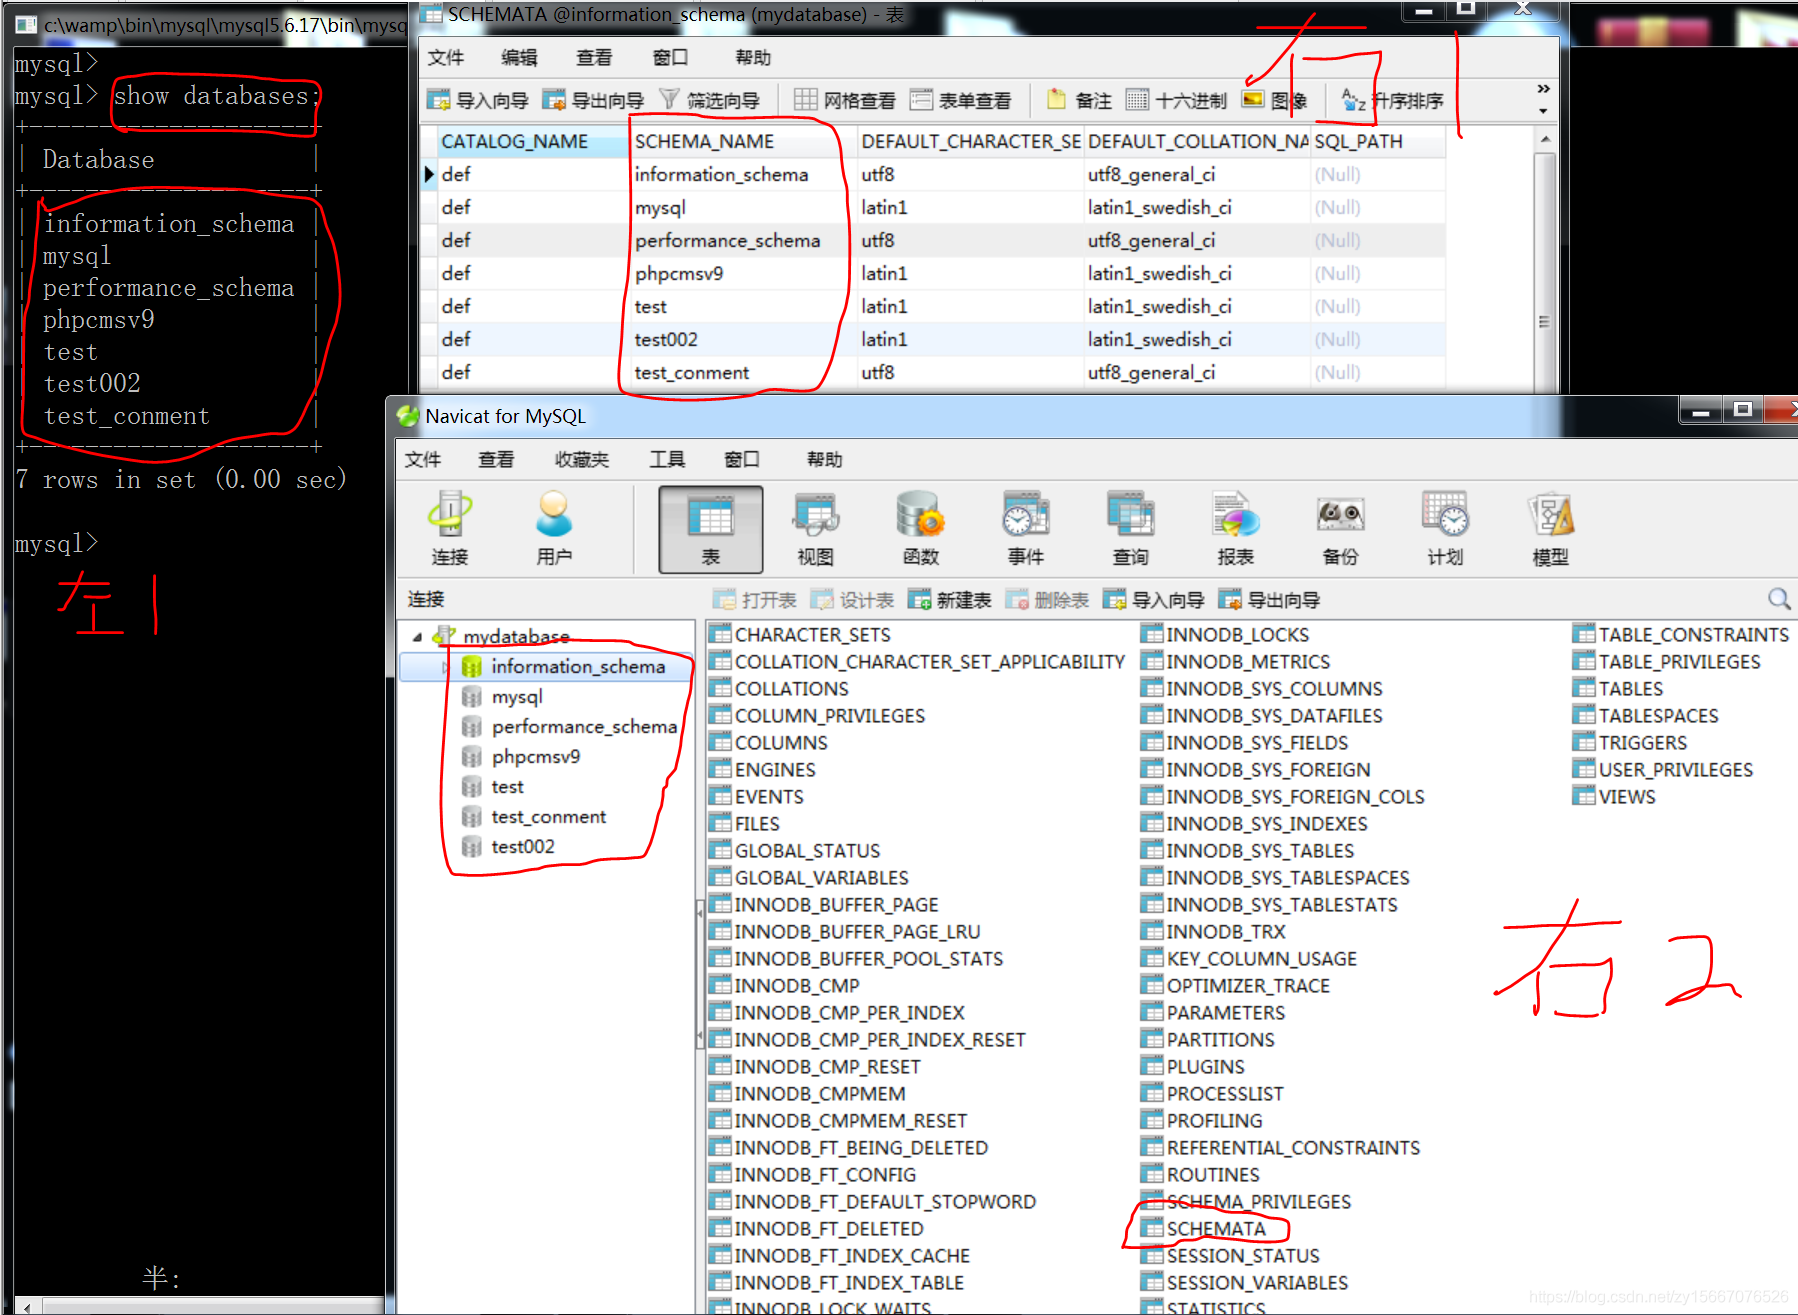 c:\wamp\bin\mysql\mysql5.6.17\bin\mysq
mysql>
mysql> show databases;
Database
information_schema
mysql
performance_schema
phpcmsv9
test
test002
test_conment
7 rows in set (0.00 sec)
mysql>
左1
半:
SCHEMATA @information_schema (mydatabase) - 表
文件 编辑 查看 窗口 帮助
右1
导入向导 导出向导 筛选向导 网格查看 表单查看 备注 十六进制 图像 升序排序
CATALOG_NAME SCHEMA_NAME DEFAULT_CHARACTER_SE DEFAULT_COLLATION_NA SQL_PATH
def information_schema utf8 utf8_general_ci (Null)
def mysql latin1 latin1_swedish_ci (Null)
def performance_schema utf8 utf8_general_ci (Null)
def phpcmsv9 latin1 latin1_swedish_ci (Null)
def test latin1 latin1_swedish_ci (Null)
def test002 latin1 latin1_swedish_ci (Null)
def test_conment utf8 utf8_general_ci (Null)
Navicat for MySQL
文件 查看 收藏夹 工具 窗口 帮助
连接 用户 表 视图 函数 事件 查询 报表 备份 计划 模型
连接
打开表 设计表 新建表 删除表 导入向导 导出向导
mydatabase
information_schema
mysql
performance_schema
phpcmsv9
test
test_conment
test002
CHARACTER_SETS
COLLATION_CHARACTER_SET_APPLICABILITY
COLLATIONS
COLUMN_PRIVILEGES
COLUMNS
ENGINES
EVENTS
FILES
GLOBAL_STATUS
GLOBAL_VARIABLES
INNODB_BUFFER_PAGE
INNODB_BUFFER_PAGE_LRU
INNODB_BUFFER_POOL_STATS
INNODB_CMP
INNODB_CMP_PER_INDEX
INNODB_CMP_PER_INDEX_RESET
INNODB_CMP_RESET
INNODB_CMPMEM
INNODB_CMPMEM_RESET
INNODB_FT_BEING_DELETED
INNODB_FT_CONFIG
INNODB_FT_DEFAULT_STOPWORD
INNODB_FT_DELETED
INNODB_FT_INDEX_CACHE
INNODB_FT_INDEX_TABLE
INNODB_LOCK_WAITS
INNODB_LOCKS
INNODB_METRICS
INNODB_SYS_COLUMNS
INNODB_SYS_DATAFILES
INNODB_SYS_FIELDS
INNODB_SYS_FOREIGN
INNODB_SYS_FOREIGN_COLS
INNODB_SYS_INDEXES
INNODB_SYS_TABLES
INNODB_SYS_TABLESPACES
INNODB_SYS_TABLESTATS
INNODB_TRX
KEY_COLUMN_USAGE
OPTIMIZER_TRACE
PARAMETERS
PARTITIONS
PLUGINS
PROCESSLIST
PROFILING
REFERENTIAL_CONSTRAINTS
ROUTINES
SCHEMA_PRIVILEGES
SCHEMATA
SESSION_STATUS
SESSION_VARIABLES
STATISTICS
TABLE_CONSTRAINTS
TABLE_PRIVILEGES
TABLES
TABLESPACES
TRIGGERS
USER_PRIVILEGES
VIEWS
右2
https://blog.csdn.net/zy15667076526